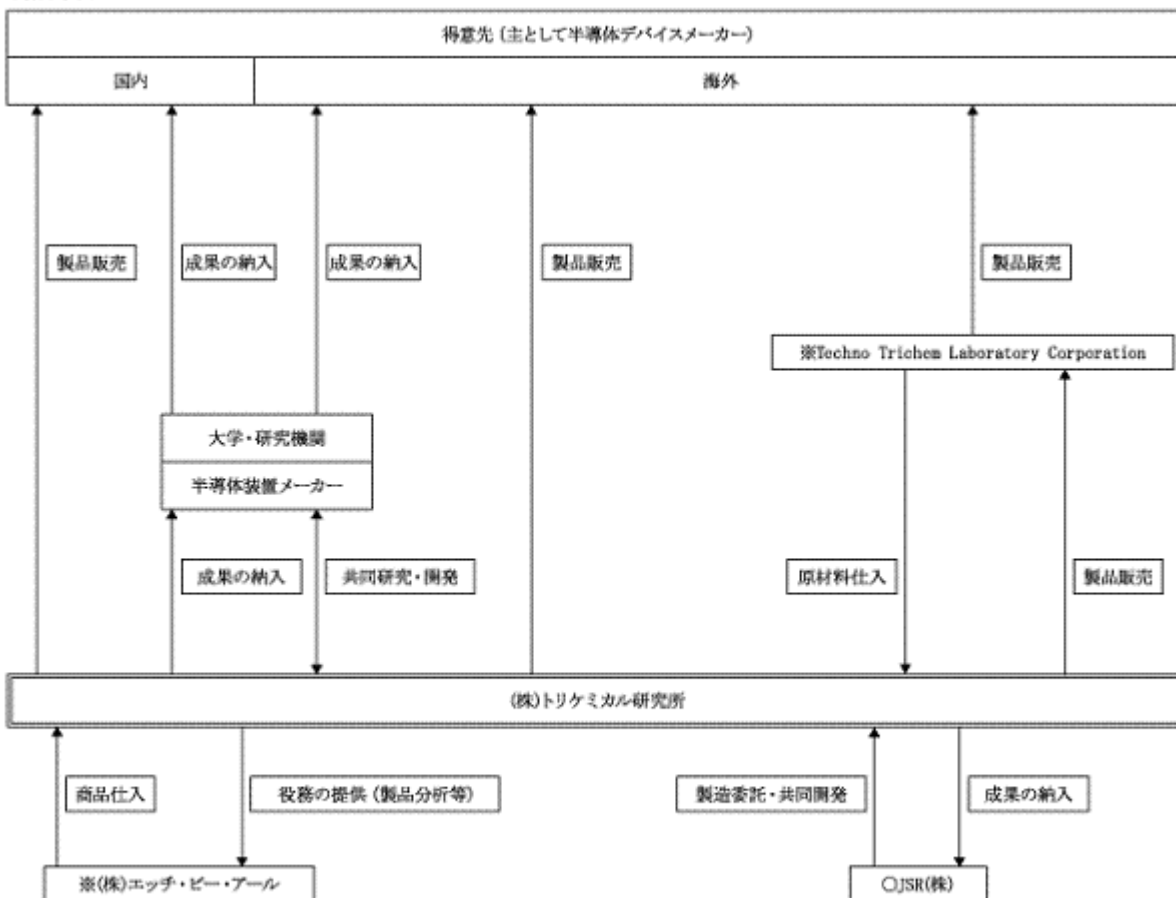 得意先（主として半導体デバイスメーカー）
国内
海外
製品販売
成果の納入
成果の納入
製品販売
製品販売
※Techno Trichem Laboratory Corporation
大学・研究機関
半導体装置メーカー
成果の納入
共同研究・開発
原材料仕入
製品販売
(株)トリケミカル研究所
商品仕入
役務の提供（製品分析等）
製造委託・共同開発
成果の納入
※(株)エッチ・ビー・アール
○JSR(株)